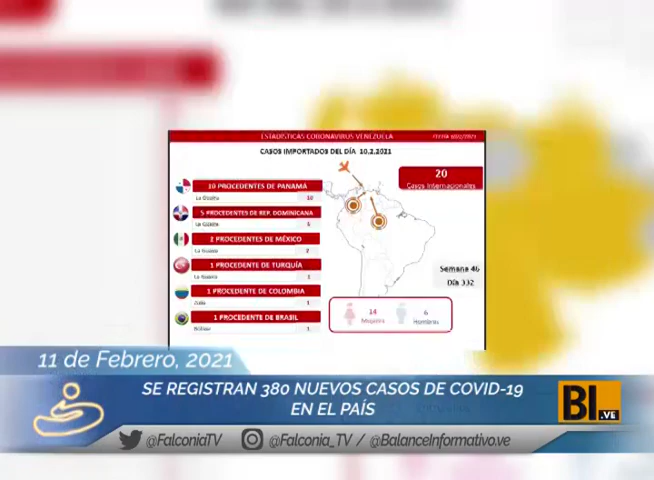 ESTADÍSTICAS CORONAVIRUS VENEZUELA
CASOS IMPORTADOS DEL DÍA 10.2.2021
20
Casos Internacionales
10 PROCEDENTES DE PANAMÁ
La Guaira 10
5 PROCEDENTES DE REP. DOMINICANA
La Guaira 5
2 PROCEDENTES DE MÉXICO
La Guaira 2
1 PROCEDENTE DE TURQUÍA
La Guaira 1
1 PROCEDENTE DE COLOMBIA
Zulia 1
1 PROCEDENTE DE BRASIL
Bolívar 1
Semana 46
Día 332
14
Mujeres
6
Hombres
11 de Febrero, 2021
SE REGISTRAN 380 NUEVOS CASOS DE COVID-19
EN EL PAÍS
BI.VE
@FalconiaTV @Falconia_TV / @BalanceInformativo.ve